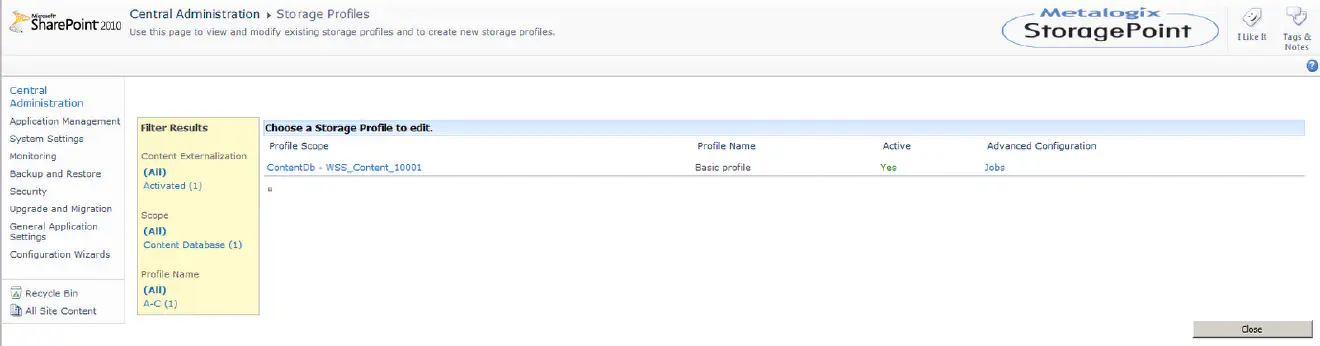 Microsoft
SharePoint 2010
Central Administration ▸ Storage Profiles
Use this page to view and modify existing storage profiles and to create new storage profiles.
Metalogix
StoragePoint
I Like It
Tags &
Notes
Central
Administration
Application Management
System Settings
Monitoring
Backup and Restore
Security
Upgrade and Migration
General Application
Settings
Configuration Wizards
Recycle Bin
All Site Content
Filter Results
Content Externalization
(All)
Activated (1)
Scope
(All)
Content Database (1)
Profile Name
(All)
A-C (1)
Choose a Storage Profile to edit.
Profile Scope Profile Name Active Advanced Configuration
ContentDb - WSS_Content_10001 Basic profile Yes Jobs
Close